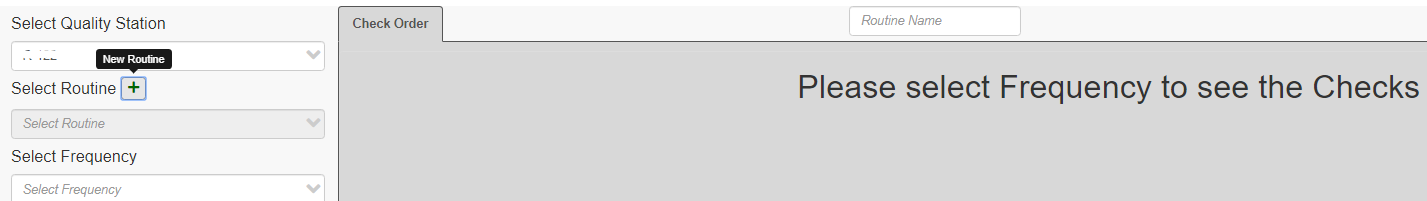 Select Quality Station
New Routine
Select Routine +
Select Routine
Select Frequency
Select Frequency
Check Order
Routine Name
Please select Frequency to see the Checks